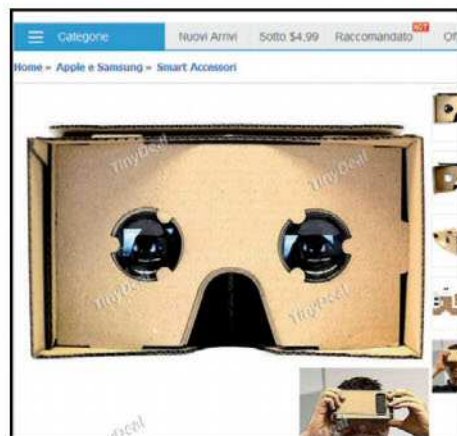 Categorie Nuovi Arrivi Sotto $4.99 Raccomandato HOT
Home » Apple e Samsung » Smart Accessori
TinyDeal
TinyDeal
TinyDeal
TinyDeal